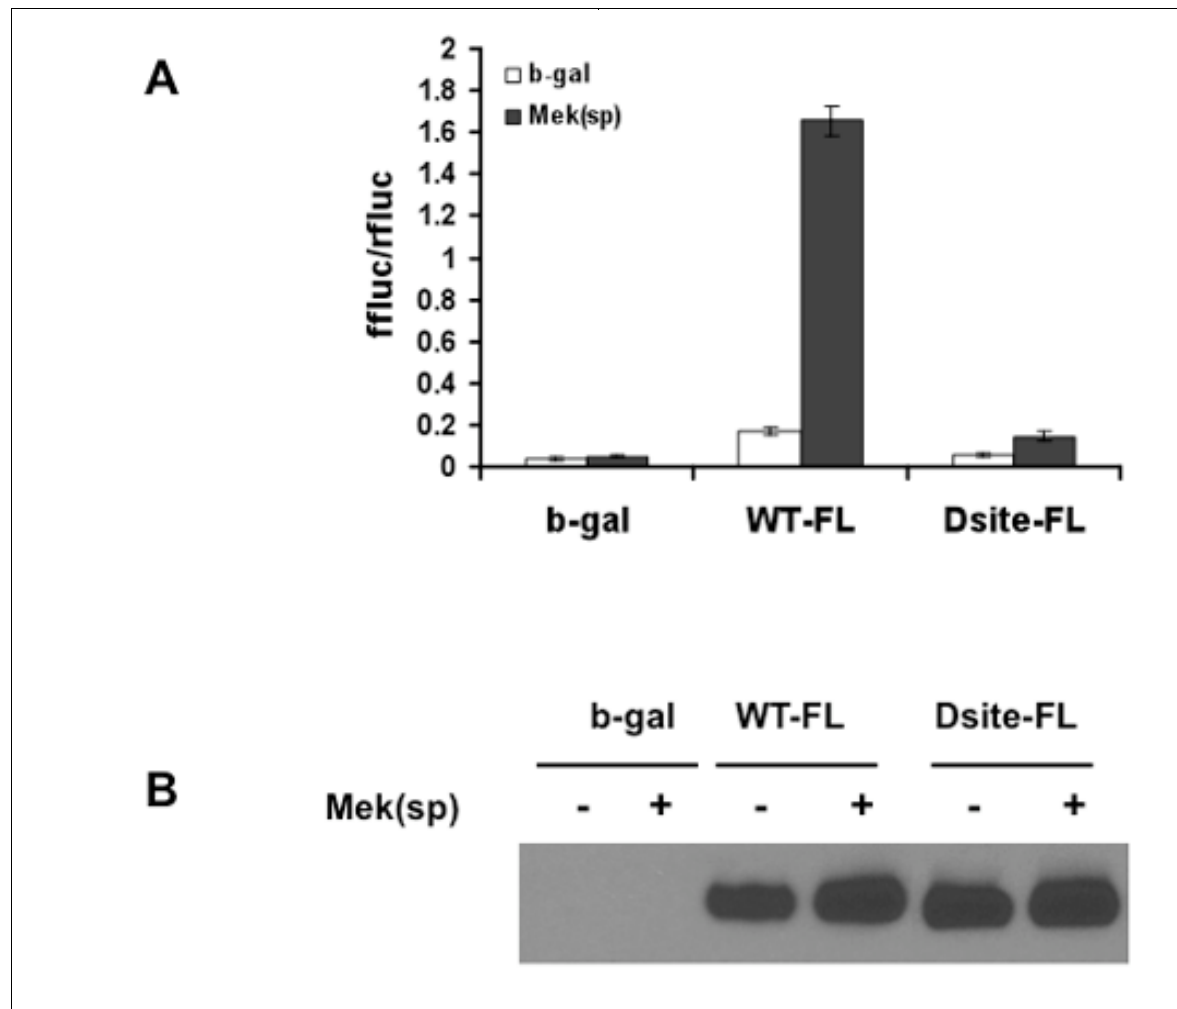 A
2
1.8
1.6
1.4
1.2
1
0.8
0.6
0.4
0.2
0
ffluc/rfluc
b-gal
Mek(sp)
b-gal WT-FL Dsite-FL
B
b-gal WT-FL Dsite-FL
Mek(sp) - + - + - +